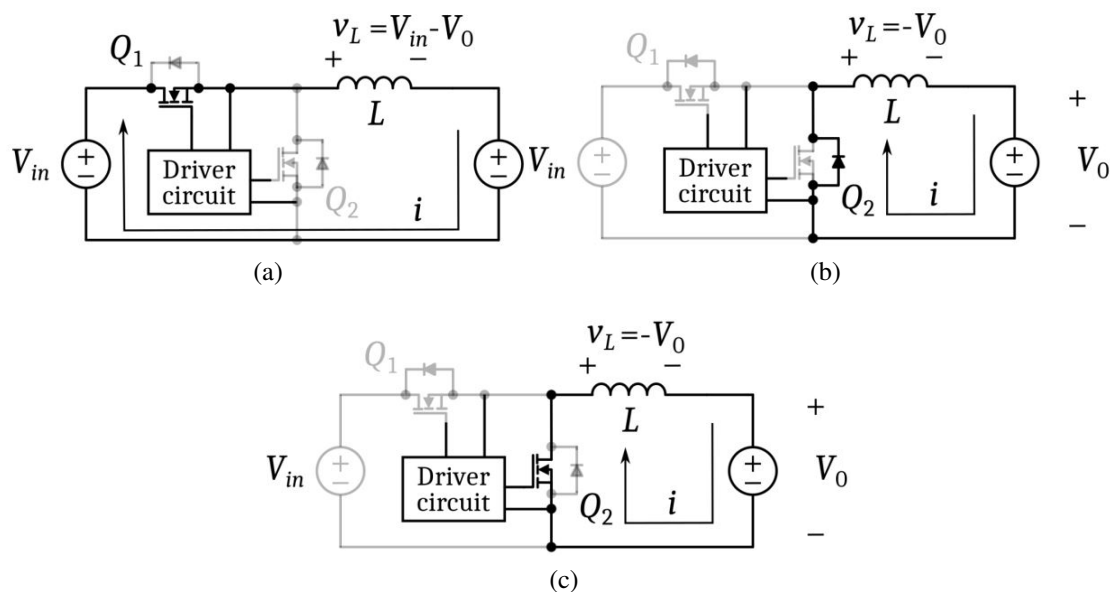 v_L = V_in - V_0
Q_1
+ −
L
V_in
+
−
Driver
circuit
Q_2
i
+
−
V_in
(a)
v_L = -V_0
Q_1
+ −
L
+
−
Driver
circuit
Q_2
i
+
−
+
V_0
−
(b)
v_L = -V_0
Q_1
+ −
L
V_in
+
−
Driver
circuit
Q_2
i
+
−
+
V_0
−
(c)